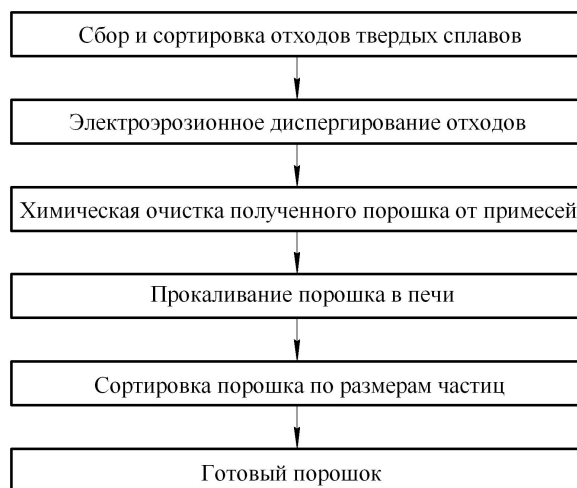 Сбор и сортировка отходов твердых сплавов
Электроэрозионное диспергирование отходов
Химическая очистка полученного порошка от примесей
Прокаливание порошка в печи
Сортировка порошка по размерам частиц
Готовый порошок